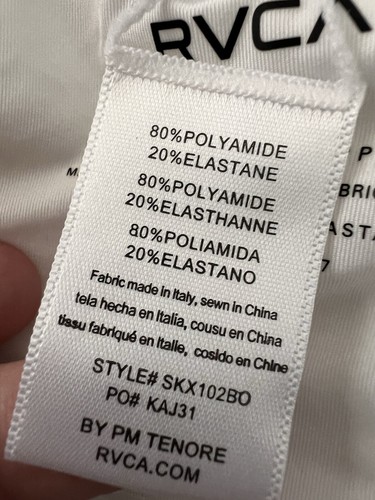 RVCA
80%POLYAMIDE
20%ELASTANE
80%POLYAMIDE
20%ELASTHANNE
80%POLIAMIDA
20%ELASTANO
Fabric made in Italy, sewn in China
tela hecha en Italia, cousu en China
tissu fabriqué en Italie, cosido en Chine
STYLE# SKX102BO
PO# KAJ31
BY PM TENORE
RVCA.COM